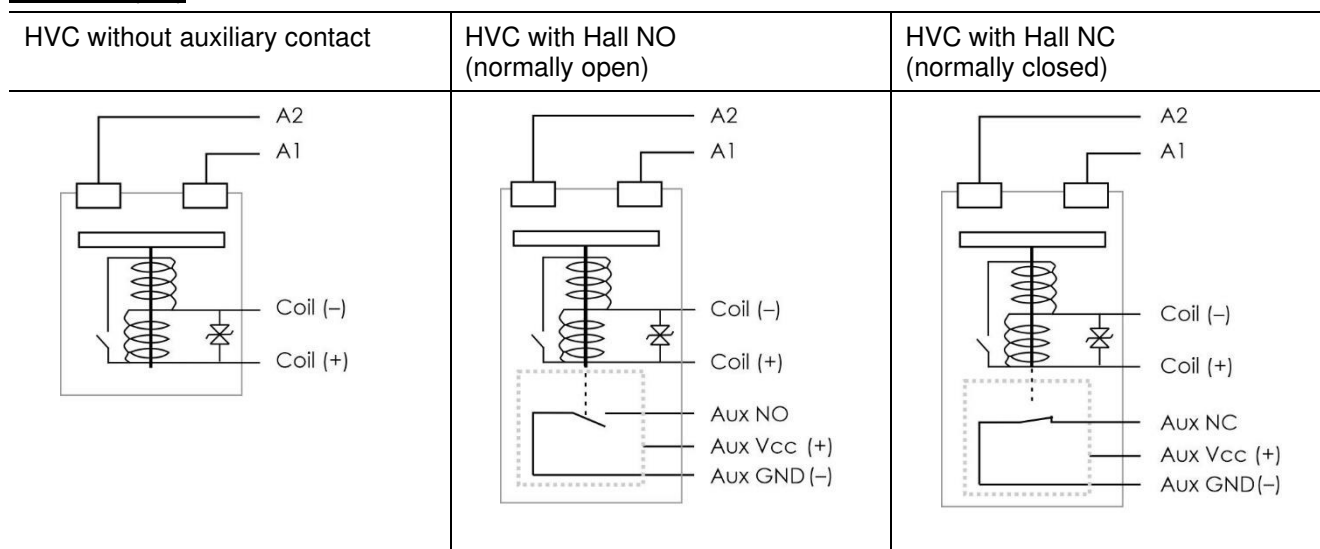 HVC without auxiliary contact
HVC with Hall NO
(normally open)
HVC with Hall NC
(normally closed)
A2
A1
Coil (–)
Coil (+)
A2
A1
Coil (–)
Coil (+)
Aux NO
Aux Vcc (+)
Aux GND(–)
A2
A1
Coil (–)
Coil (+)
Aux NC
Aux Vcc (+)
Aux GND(–)